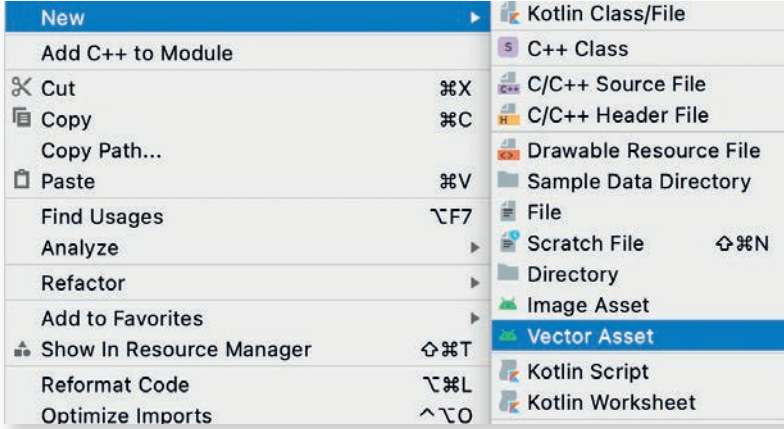 New
Add C++ to Module
Cut ⌘X
Copy ⌘C
Copy Path...
Paste ⌘V
Find Usages ⌥F7
Analyze
Refactor
Add to Favorites
Show In Resource Manager ⇧⌘T
Reformat Code ⌥⌘L
Optimize Imports ^⌥O
Kotlin Class/File
S C++ Class
C++ C/C++ Source File
H C/C++ Header File
Drawable Resource File
Sample Data Directory
File
Scratch File ⇧⌘N
Directory
Image Asset
Vector Asset
Kotlin Script
Kotlin Worksheet